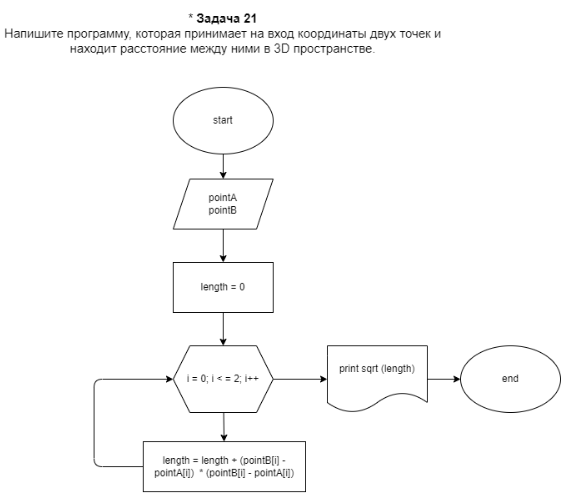 * Задача 21
Напишите программу, которая принимает на вход координаты двух точек и
находит расстояние между ними в 3D пространстве.
start
pointA
pointB
length = 0
i = 0; i < = 2; i++
print sqrt (length)
end
length = length + (pointB[i] -
pointA[i]) * (pointB[i] - pointA[i])